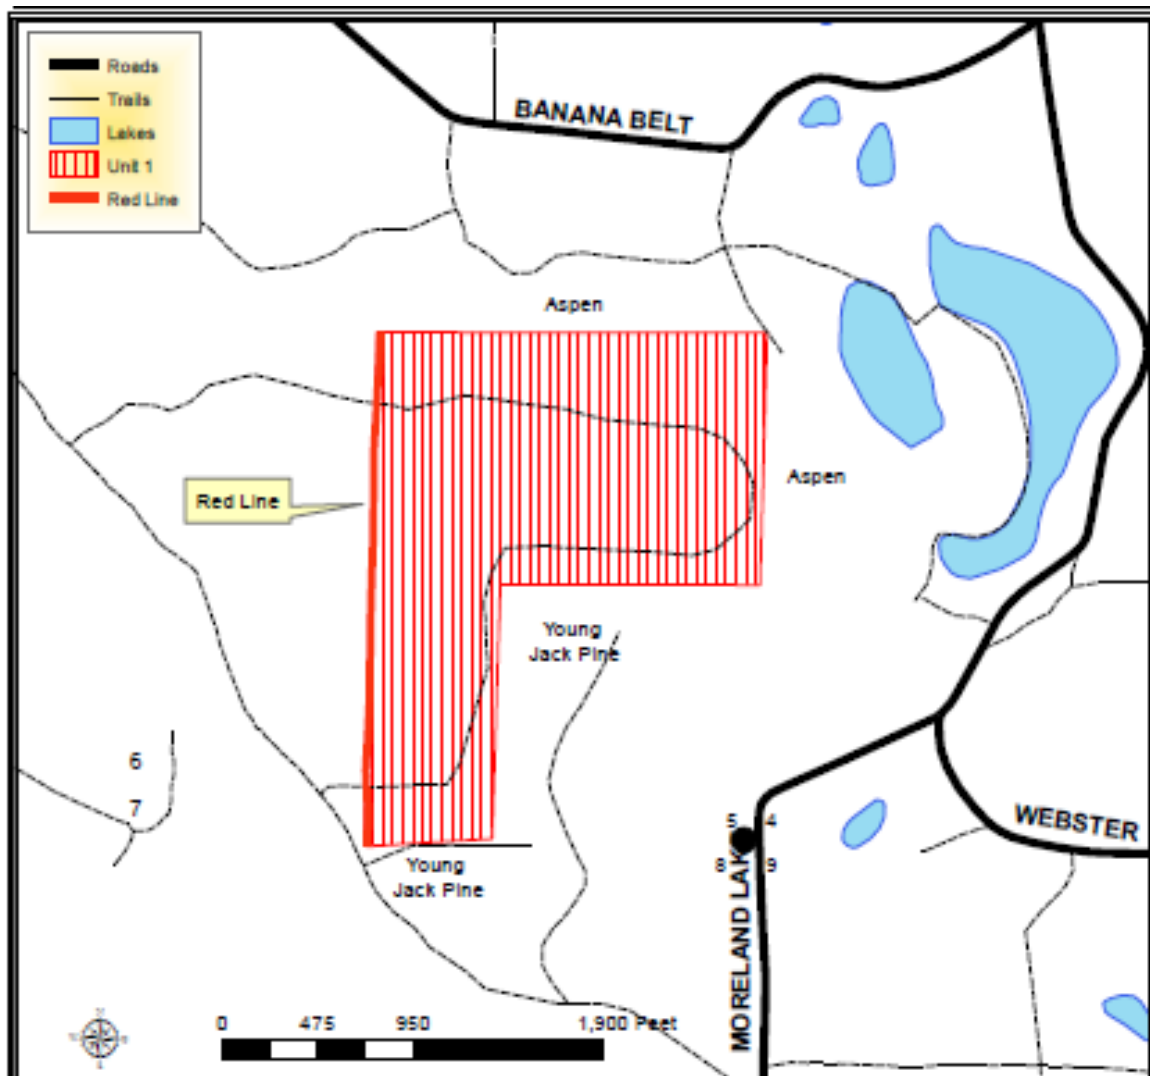 Roads
Trails
Lakes
Unit 1
Red Line
BANANA BELT
Aspen
Aspen
Red Line
Young
Jack Pine
6
7
5 4
8 9
WEBSTER
Young
Jack Pine
MORELAND LAK
0 475 950 1,900 Feet